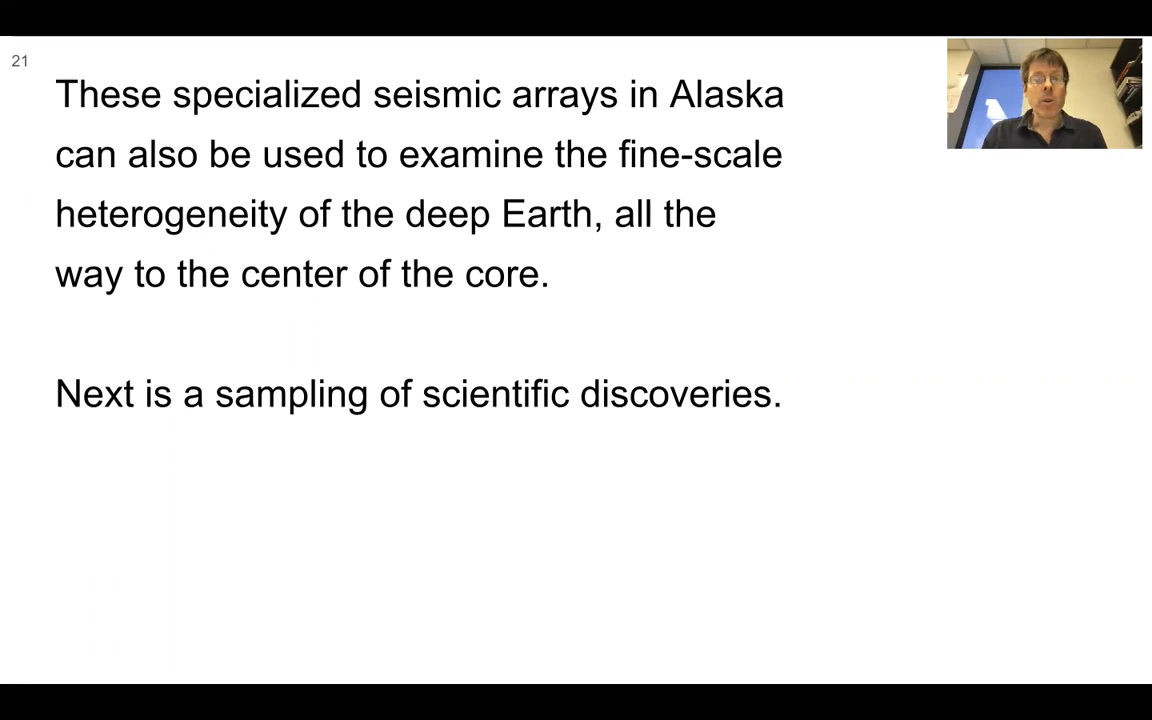 21
These specialized seismic arrays in Alaska
can also be used to examine the fine-scale
heterogeneity of the deep Earth, all the
way to the center of the core.
Next is a sampling of scientific discoveries.